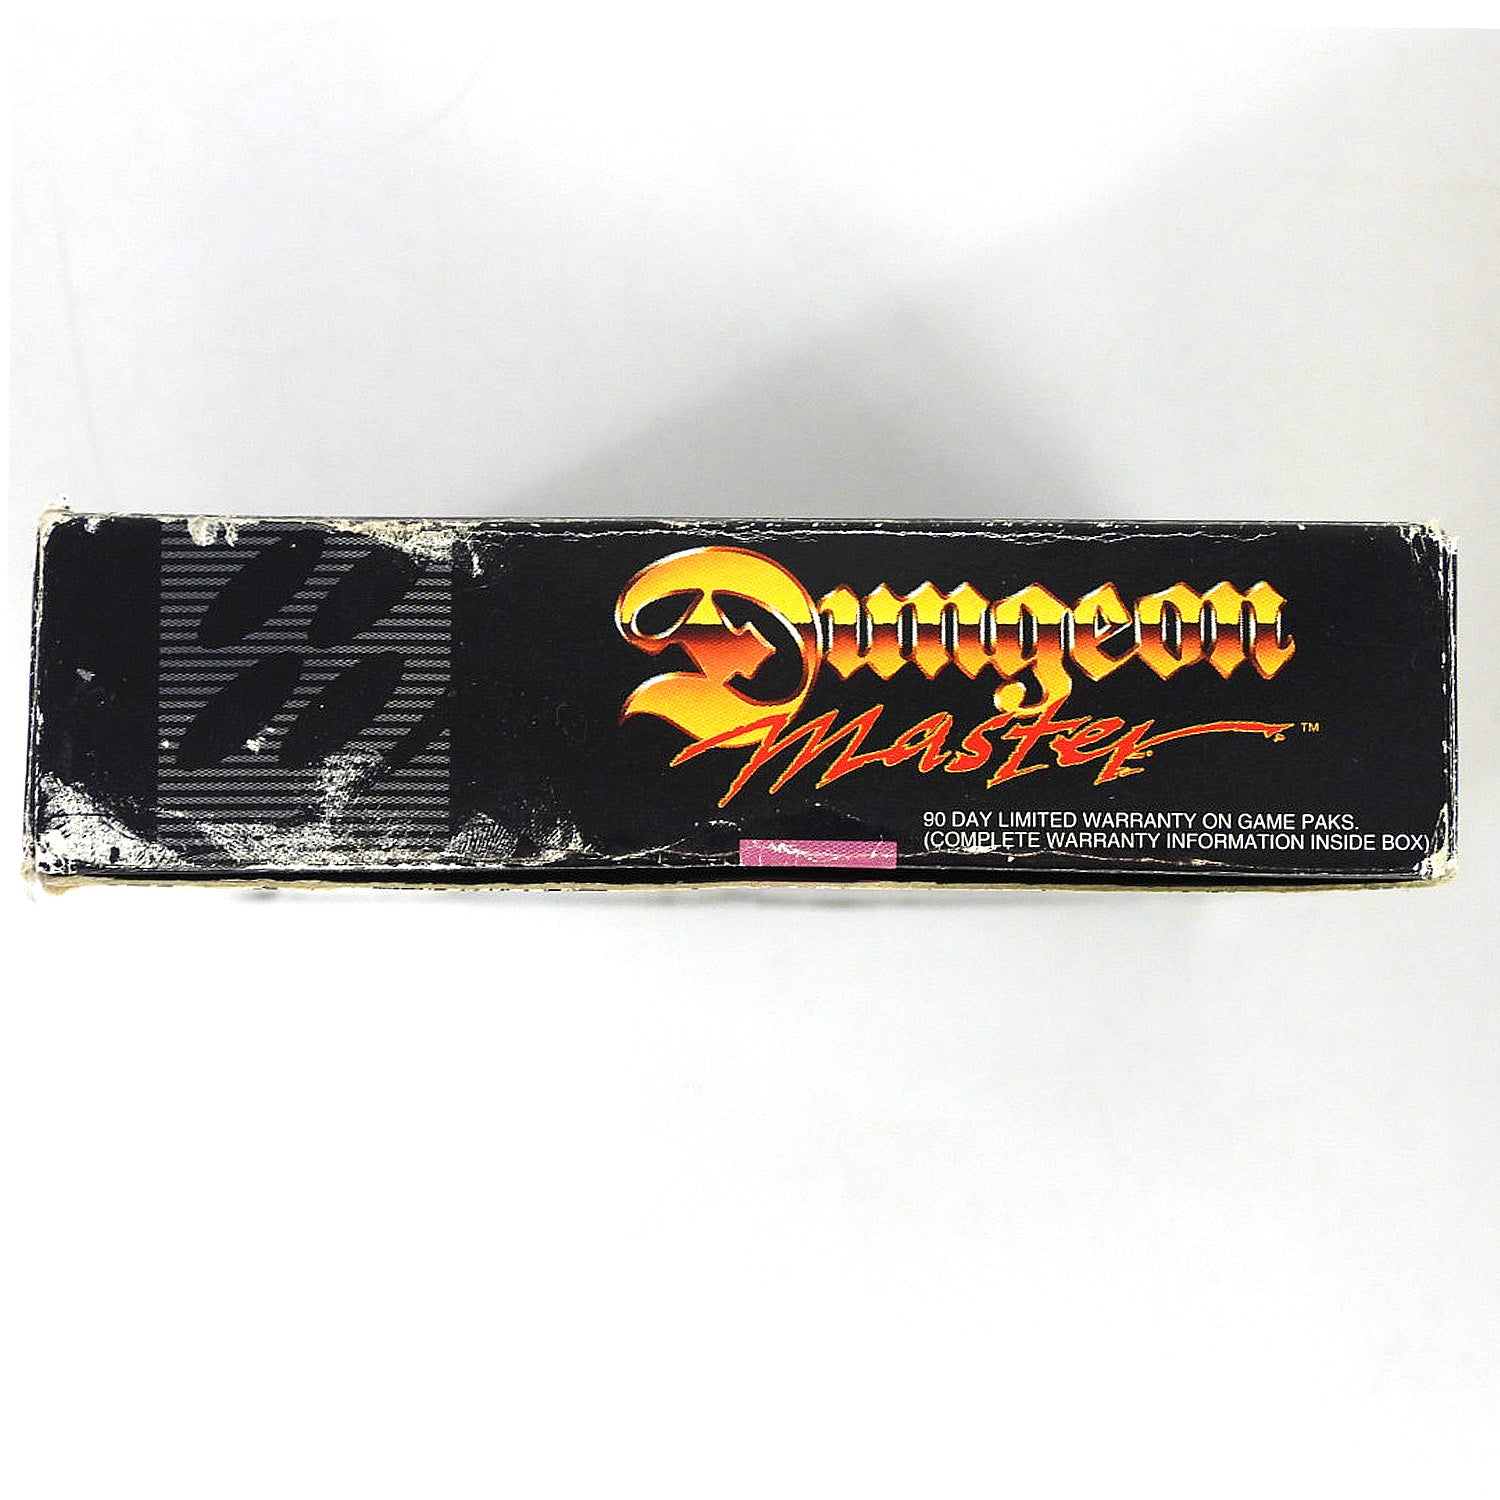 Dungeon
Master™
90 DAY LIMITED WARRANTY ON GAME PAKS.
(COMPLETE WARRANTY INFORMATION INSIDE BOX)